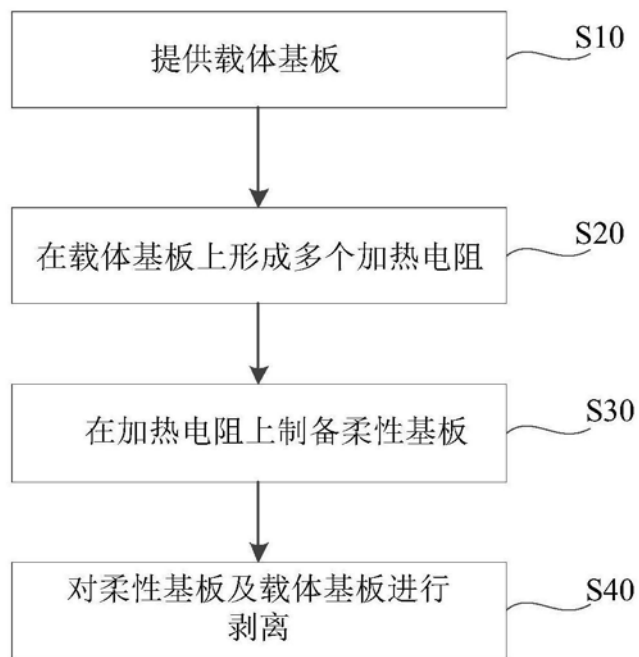 提供载体基板
S10
在载体基板上形成多个加热电阻
S20
在加热电阻上制备柔性基板
S30
对柔性基板及载体基板进行
剥离
S40